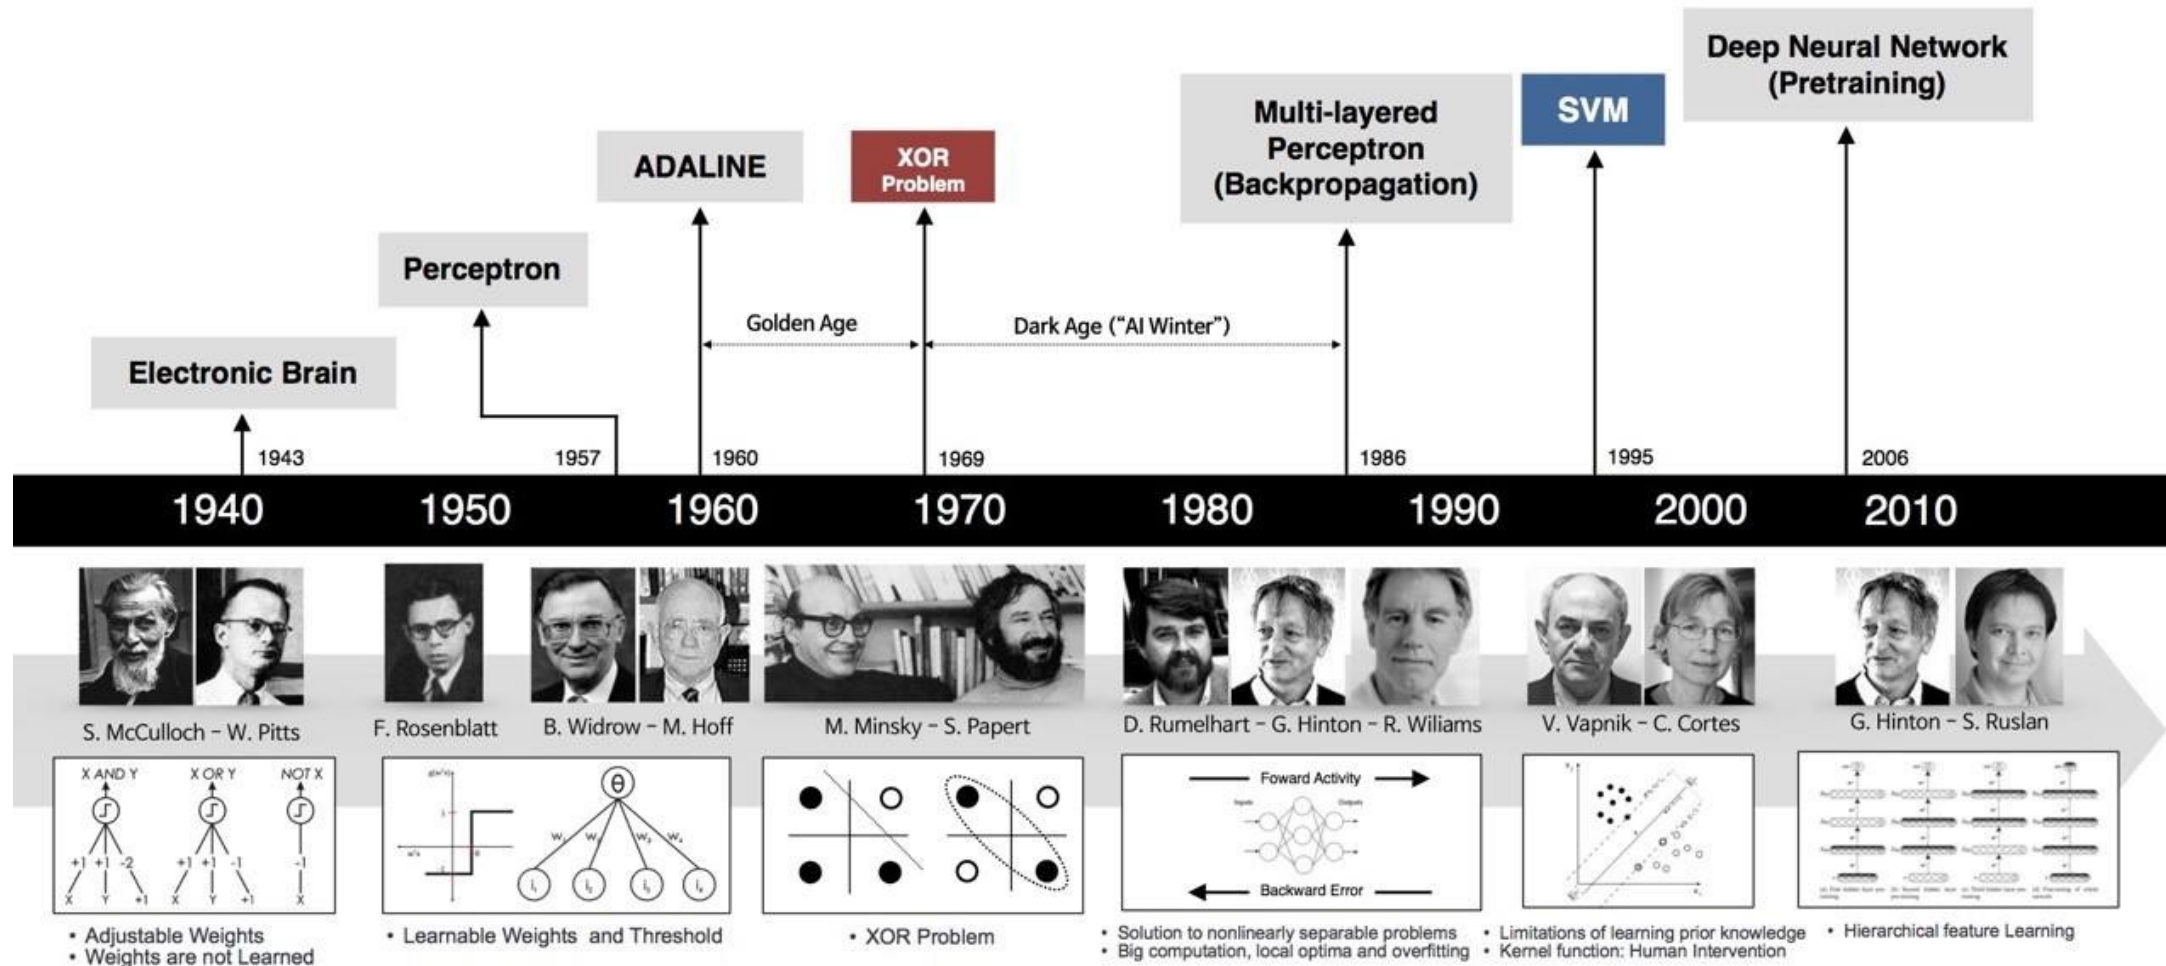 Deep Neural Network
(Pretraining)
Multi-layered
Perceptron
(Backpropagation)
SVM
ADALINE
XOR
Problem
Perceptron
Golden Age
Dark Age ("AI Winter")
Electronic Brain
1943
1957
1960
1969
1986
1995
2006
1940
1950
1960
1970
1980
1990
2000
2010
S. McCulloch – W. Pitts
F. Rosenblatt
B. Widrow – M. Hoff
M. Minsky – S. Papert
D. Rumelhart – G. Hinton – R. Wiliams
V. Vapnik – C. Cortes
G. Hinton – S. Ruslan
X AND Y
X OR Y
NOT X
+1 +1 -2
+1 +1 -1
-1
X Y +1
X Y +1
X
θ
Foward Activity
Inputs
Outputs
Backward Error
• Adjustable Weights
• Weights are not Learned
• Learnable Weights and Threshold
• XOR Problem
• Solution to nonlinearly separable problems
• Big computation, local optima and overfitting
• Limitations of learning prior knowledge
• Kernel function: Human Intervention
• Hierarchical feature Learning